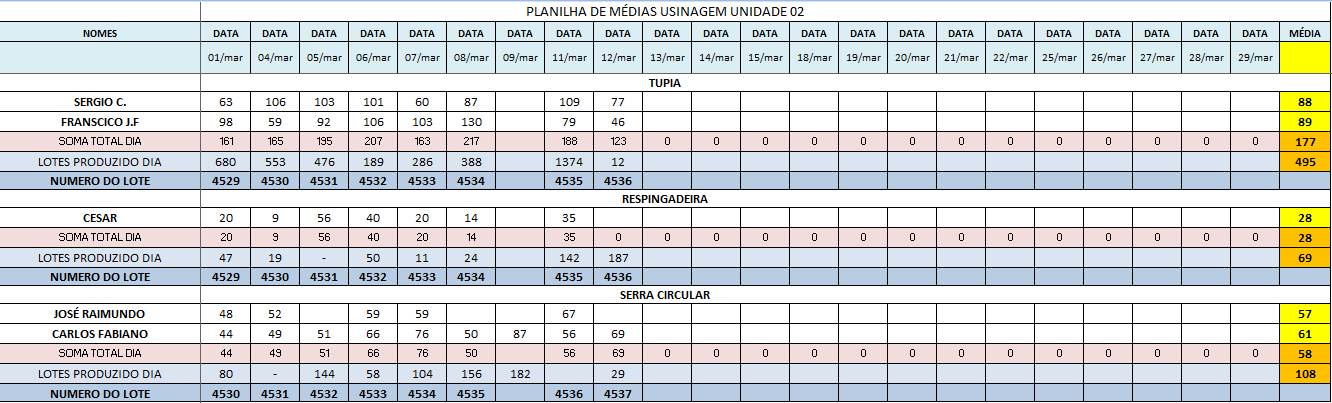 PLANILHA DE MÉDIAS USINAGEM UNIDADE 02
NOMES DATA DATA DATA DATA DATA DATA DATA DATA DATA DATA DATA DATA DATA DATA DATA DATA DATA DATA DATA DATA DATA DATA MÉDIA
01/mar 04/mar 05/mar 06/mar 07/mar 08/mar 09/mar 11/mar 12/mar 13/mar 14/mar 15/mar 18/mar 19/mar 20/mar 21/mar 22/mar 25/mar 26/mar 27/mar 28/mar 29/mar
TUPIA
SERGIO C. 63 106 103 101 60 87 109 77 88
FRANSCICO J.F 98 59 92 106 103 130 79 46 89
SOMA TOTAL DIA 161 165 195 207 163 217 188 123 0 0 0 0 0 0 0 0 0 0 0 0 0 177
LOTES PRODUZIDO DIA 680 553 476 189 286 388 1374 12 495
NUMERO DO LOTE 4529 4530 4531 4532 4533 4534 4535 4536
RESPINGADEIRA
CESAR 20 9 56 40 20 14 35 28
SOMA TOTAL DIA 20 9 56 40 20 14 35 0 0 0 0 0 0 0 0 0 0 0 0 0 0 28
LOTES PRODUZIDO DIA 47 19 - 50 11 24 142 187 69
NUMERO DO LOTE 4529 4530 4531 4532 4533 4534 4535 4536
SERRA CIRCULAR
JOSÉ RAIMUNDO 48 52 59 59 67 57
CARLOS FABIANO 44 49 51 66 76 50 87 56 69 61
SOMA TOTAL DIA 44 49 51 66 76 50 56 69 0 0 0 0 0 0 0 0 0 0 0 0 0 58
LOTES PRODUZIDO DIA 80 - 144 58 104 156 182 29 108
NUMERO DO LOTE 4530 4531 4532 4533 4534 4535 4536 4537